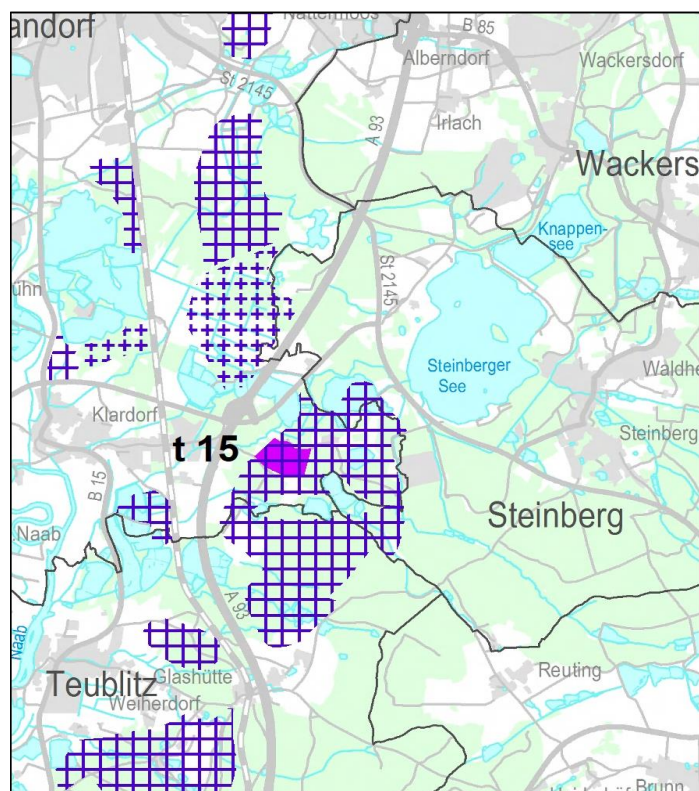 andorf
B 85
Alberndorf
Wackersdorf
St 2145
A 93
Irlach
Wackers
Knappen-
see
St 2145
Steinberger
See
Klardorf
t 15
B 15
Steinberg
Steinberg
Naab
A 93
Naab
Glashütte
Teublitz
Weiherdorf
Reuting
Brunn